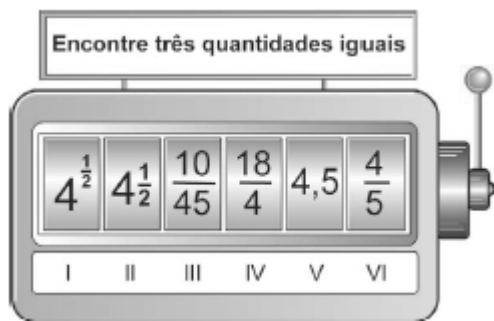 Encontre três quantidades iguais
4^{1/2} 4 1/2 10/45 18/4 4,5 4/5
I II III IV V VI